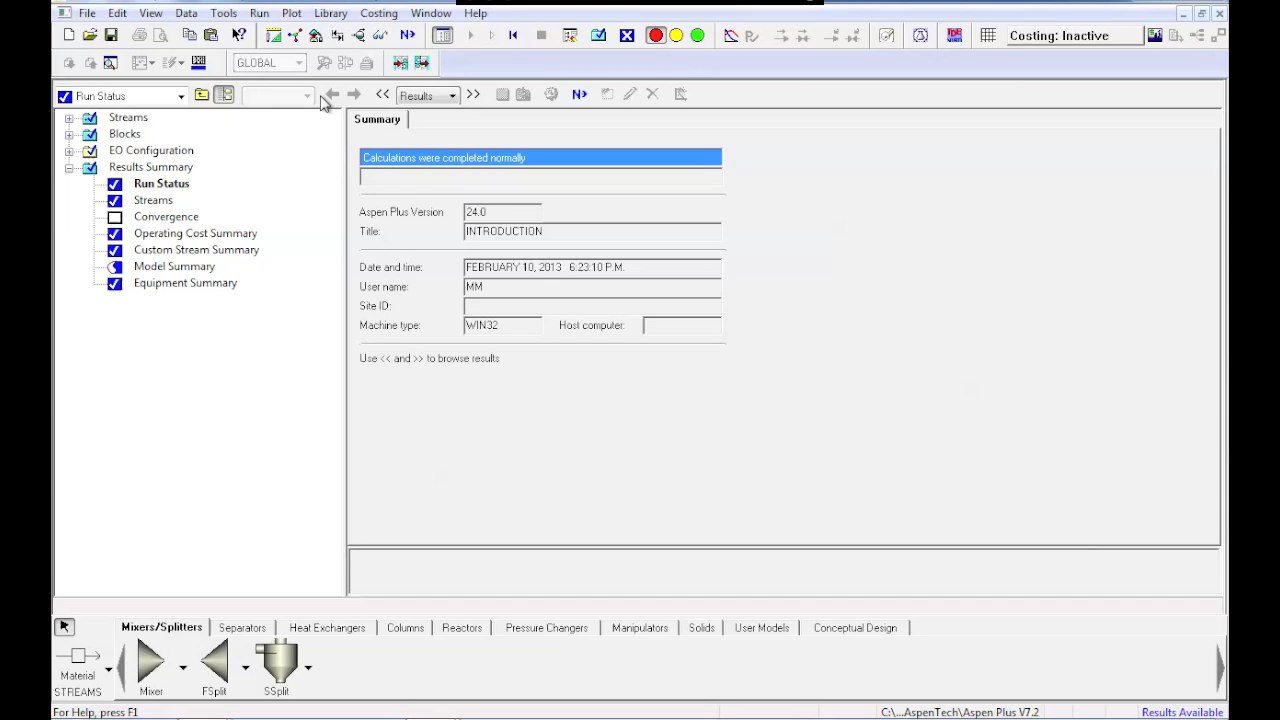 File Edit View Data Tools Run Plot Library Costing Window Help
N>
Costing: Inactive
GLOBAL
Run Status
<< Results >> N>
Streams
Blocks
EO Configuration
Results Summary
Run Status
Streams
Convergence
Operating Cost Summary
Custom Stream Summary
Model Summary
Equipment Summary
Summary
Calculations were completed normally
Aspen Plus Version 24.0
Title: INTRODUCTION
Date and time: FEBRUARY 10, 2013 6:23:10 P.M.
User name: MM
Site ID:
Machine type: WIN32 Host computer:
Use << and >> to browse results
Mixers/Splitters Separators Heat Exchangers Columns Reactors Pressure Changers Manipulators Solids User Models Conceptual Design
Material
STREAMS Mixer FSplit SSplit
For Help, press F1 C:\...AspenTech\Aspen Plus V7.2 Results Available